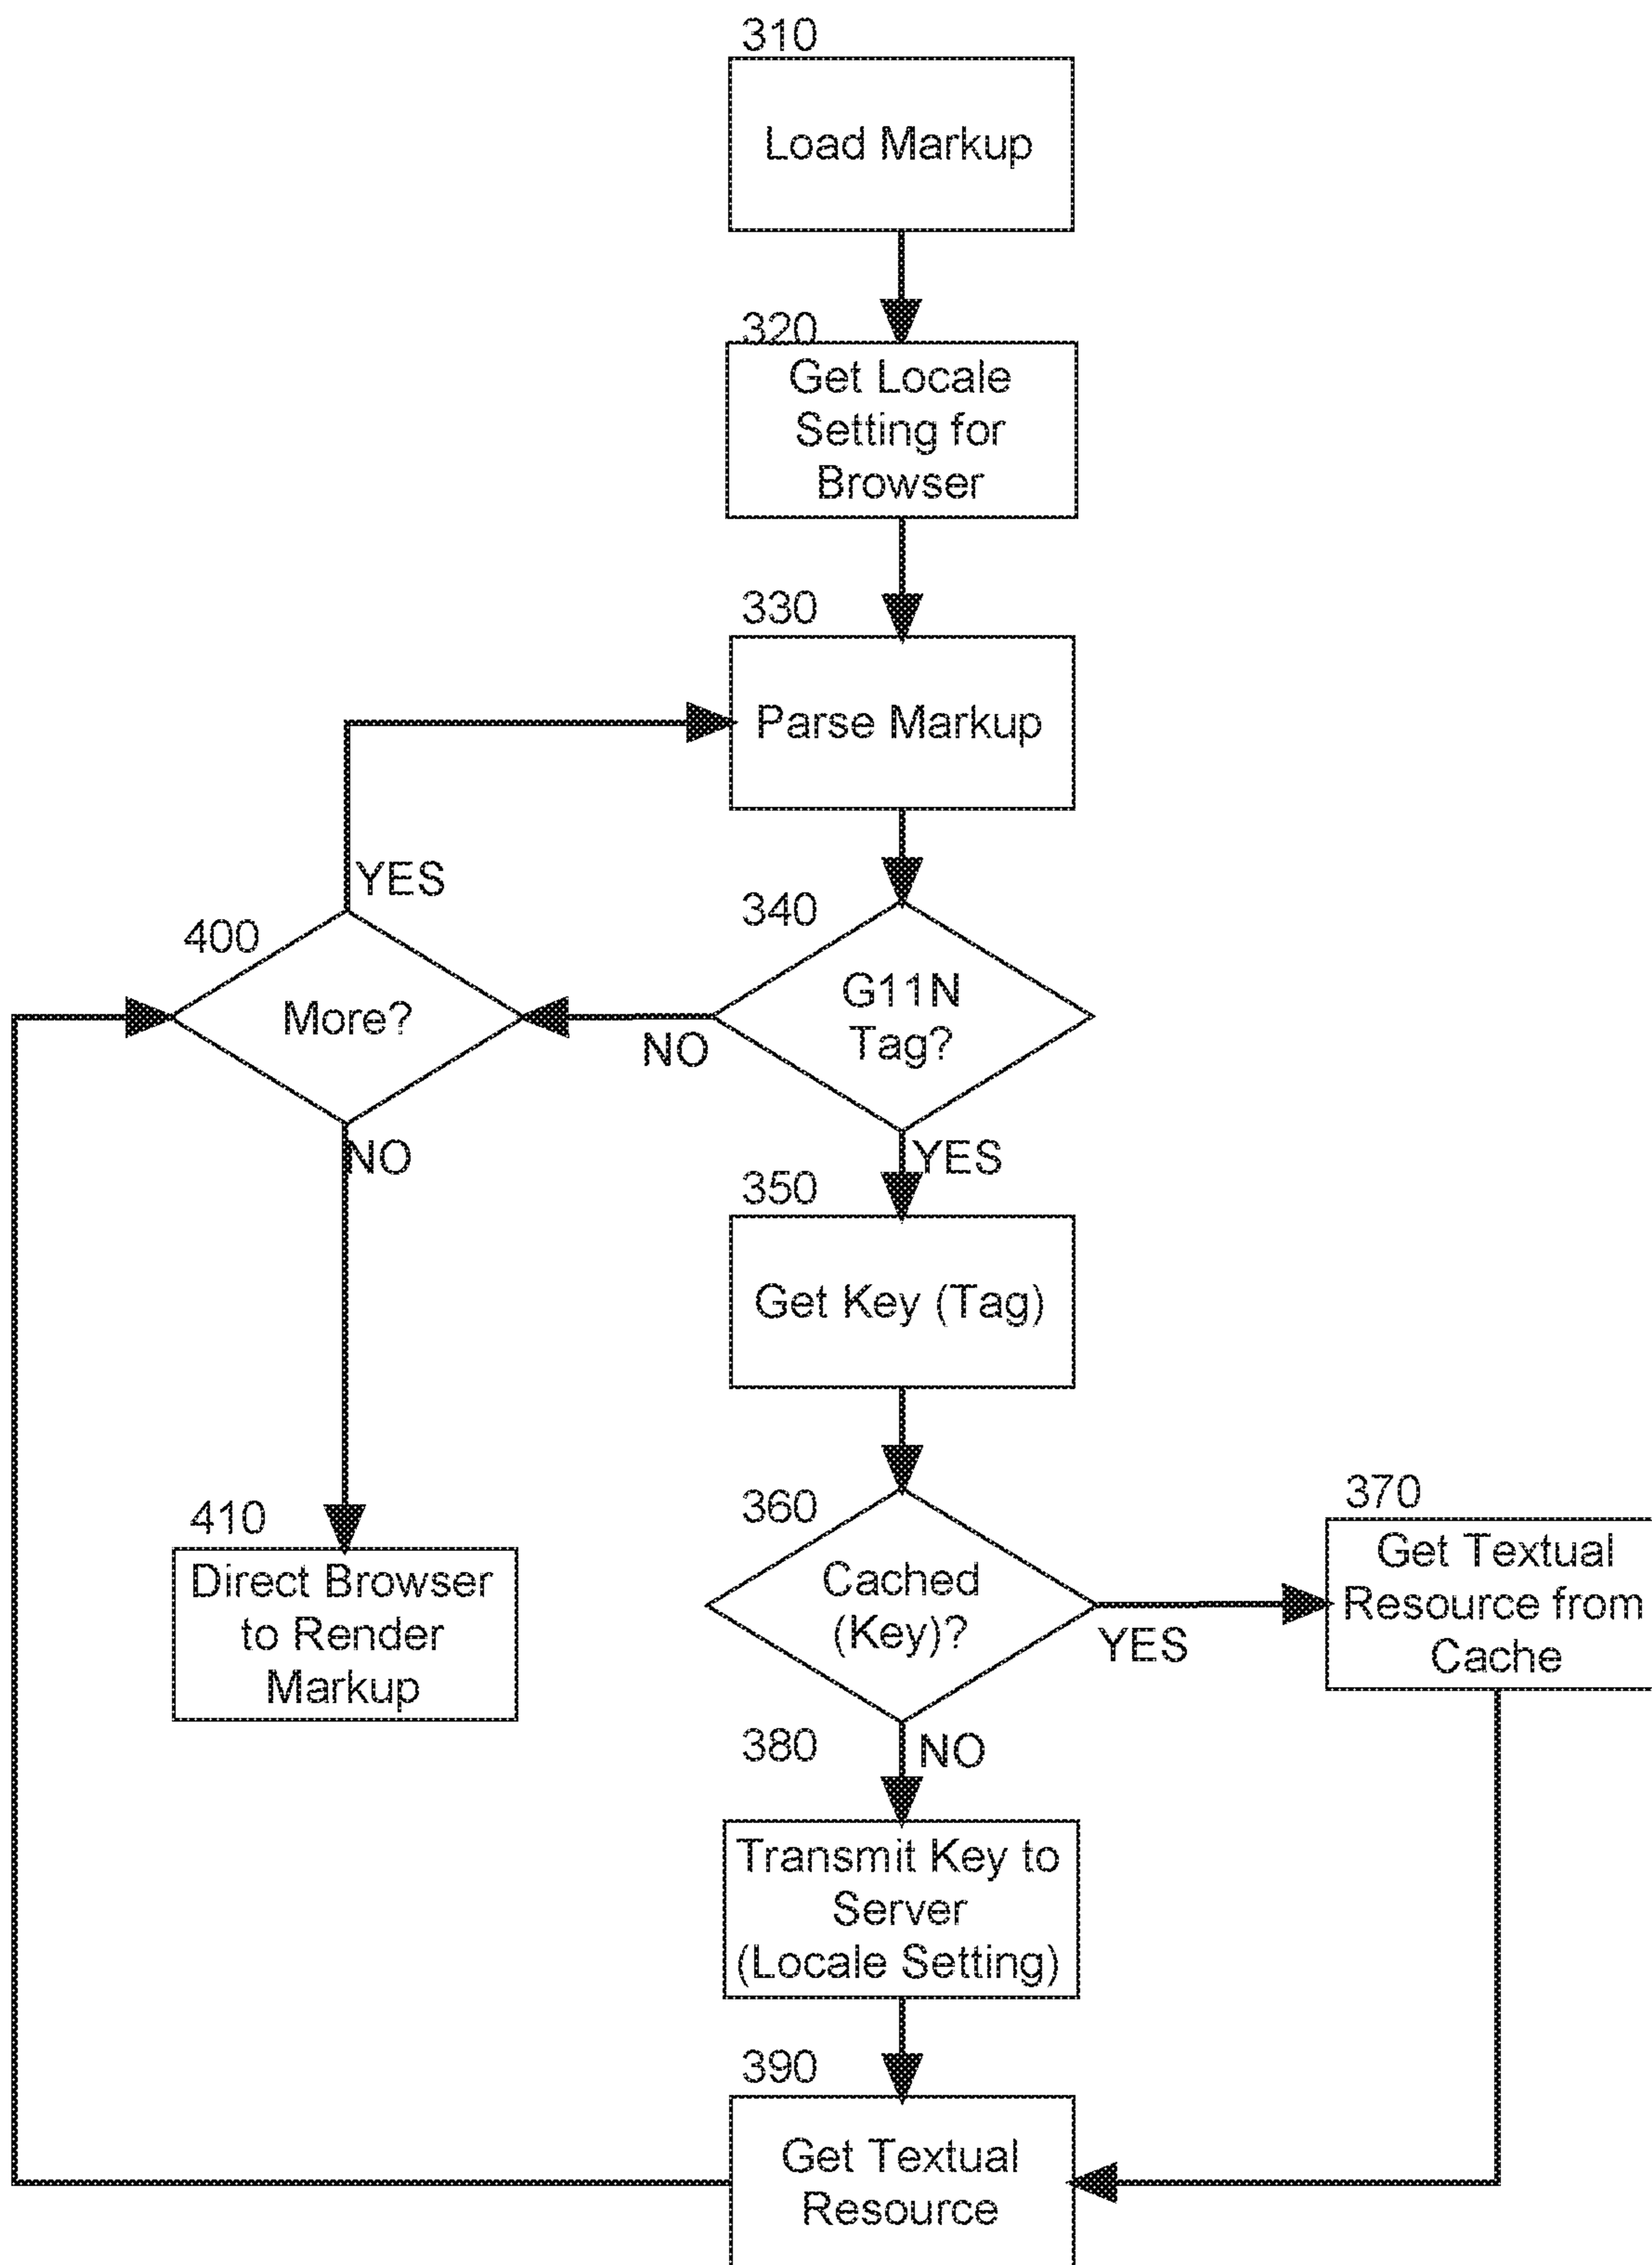 310
Load Markup
320
Get Locale
Setting for
Browser
330
Parse Markup
YES
400
More?
340
G11N
Tag?
NO
NO
YES
350
Get Key (Tag)
360
Cached
(Key)?
YES
370
Get Textual
Resource from
Cache
410
Direct Browser
to Render
Markup
380
NO
Transmit Key to
Server
(Locale Setting)
390
Get Textual
Resource